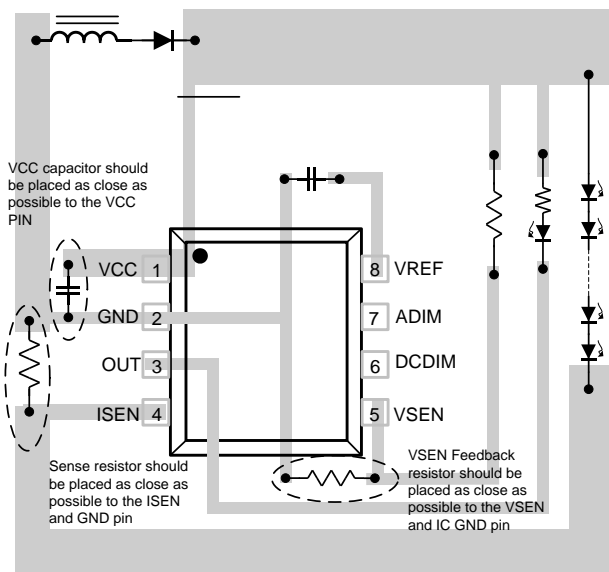 VCC capacitor should
be placed as close as
possible to the VCC
PIN
VCC 1
GND 2
OUT 3
ISEN 4
8 VREF
7 ADIM
6 DCDIM
5 VSEN
Sense resistor should
be placed as close as
possible to the ISEN
and GND pin
VSEN Feedback
resistor should be
placed as close as
possible to the VSEN
and IC GND pin